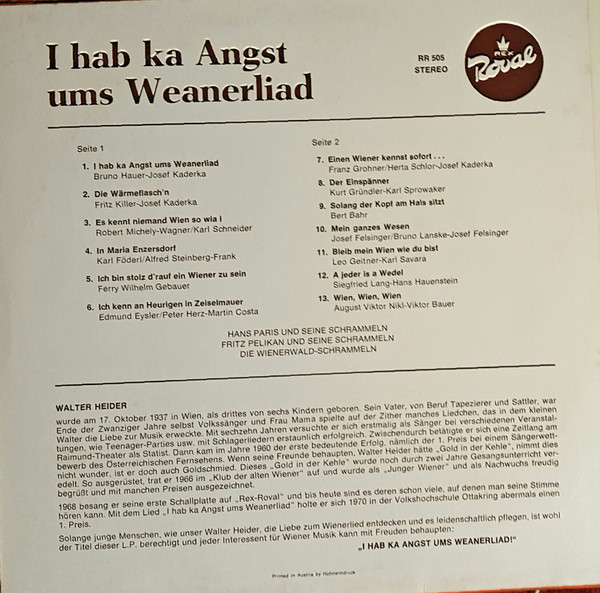 I hab ka Angst
ums Weanerliad
RR 505
STEREO
REX
Royal
Seite 1
1. I hab ka Angst ums Weanerliad
Bruno Hauer-Josef Kaderka
2. Die Wärmeflasch'n
Fritz Killer-Josef Kaderka
3. Es kennt niemand Wien so wia i
Robert Michely-Wagner/Karl Schneider
4. In Maria Enzersdorf
Karl Föderl/Alfred Steinberg-Frank
5. Ich bin stolz d'rauf ein Wiener zu sein
Ferry Wilhelm Gebauer
6. Ich kenn an Heurigen in Zeiselmauer
Edmund Eysler/Peter Herz-Martin Costa
Seite 2
7. Einen Wiener kennst sofort . . .
Franz Grohner/Herta Schlor-Josef Kaderka
8. Der Einspänner
Kurt Gründler-Karl Sprowaker
9. Solang der Kopf am Hals sitzt
Bert Bahr
10. Mein ganzes Wesen
Josef Felsinger/Bruno Lanske-Josef Felsinger
11. Bleib mein Wien wie du bist
Leo Geitner-Karl Savara
12. A jeder is a Wedel
Siegfried Lang-Hans Hauenstein
13. Wien, Wien, Wien
August Viktor Nikl-Viktor Bauer
HANS PARIS UND SEINE SCHRAMMELN
FRITZ PELIKAN UND SEINE SCHRAMMELN
DIE WIENERWALD-SCHRAMMELN
WALTER HEIDER
wurde am 17. Oktober 1937 in Wien, als drittes von sechs Kindern geboren. Sein Vater, von Beruf Tapezierer und Sattler, war
Ende der Zwanziger Jahre selbst Volkssänger und Frau Mama spielte auf der Zither manches Liedchen, das in dem kleinen
Walter die Liebe zur Musik erweckte. Mit sechzehn Jahren versuchte er sich erstmalig als Sänger bei verschiedenen Veranstal-
tungen, wie Teenager-Parties usw. mit Schlagerliedern erstaunlich erfolgreich. Zwischendurch betätigte er sich eine Zeitlang am
Raimund-Theater als Statist. Dann kam im Jahre 1960 der erste bedeutende Erfolg, nämlich der 1. Preis bei einem Sängerwett-
bewerb des Österreichischen Fernsehens. Wenn seine Freunde behaupten, Walter Heider hätte „Gold in der Kehle", nimmt dies
nicht wunder, ist er doch auch Goldschmied. Dieses „Gold in der Kehle" wurde noch durch zwei Jahre Gesangsunterricht ver-
edelt. So ausgerüstet, trat er 1966 im „Klub der alten Wiener" auf und wurde als „Junger Wiener" und als Nachwuchs freudig
begrüßt und mit manchen Preisen ausgezeichnet.
1968 besang er seine erste Schallplatte auf „Rex-Royal" und bis heute sind es deren schon viele, auf denen man seine Stimme
hören kann. Mit dem Lied „I hab ka Angst ums Weanerliad" holte er sich 1970 in der Volkshochschule Ottakring abermals einen
1. Preis.
Solange junge Menschen, wie unser Walter Heider, die Liebe zum Wienerlied entdecken und es leidenschaftlich pflegen, ist wohl
der Titel dieser L.P. berechtigt und jeder Interessent für Wiener Musik kann mit Freuden behaupten:
„I HAB KA ANGST UMS WEANERLIAD!"
Printed in Austria by Hohnenndruck